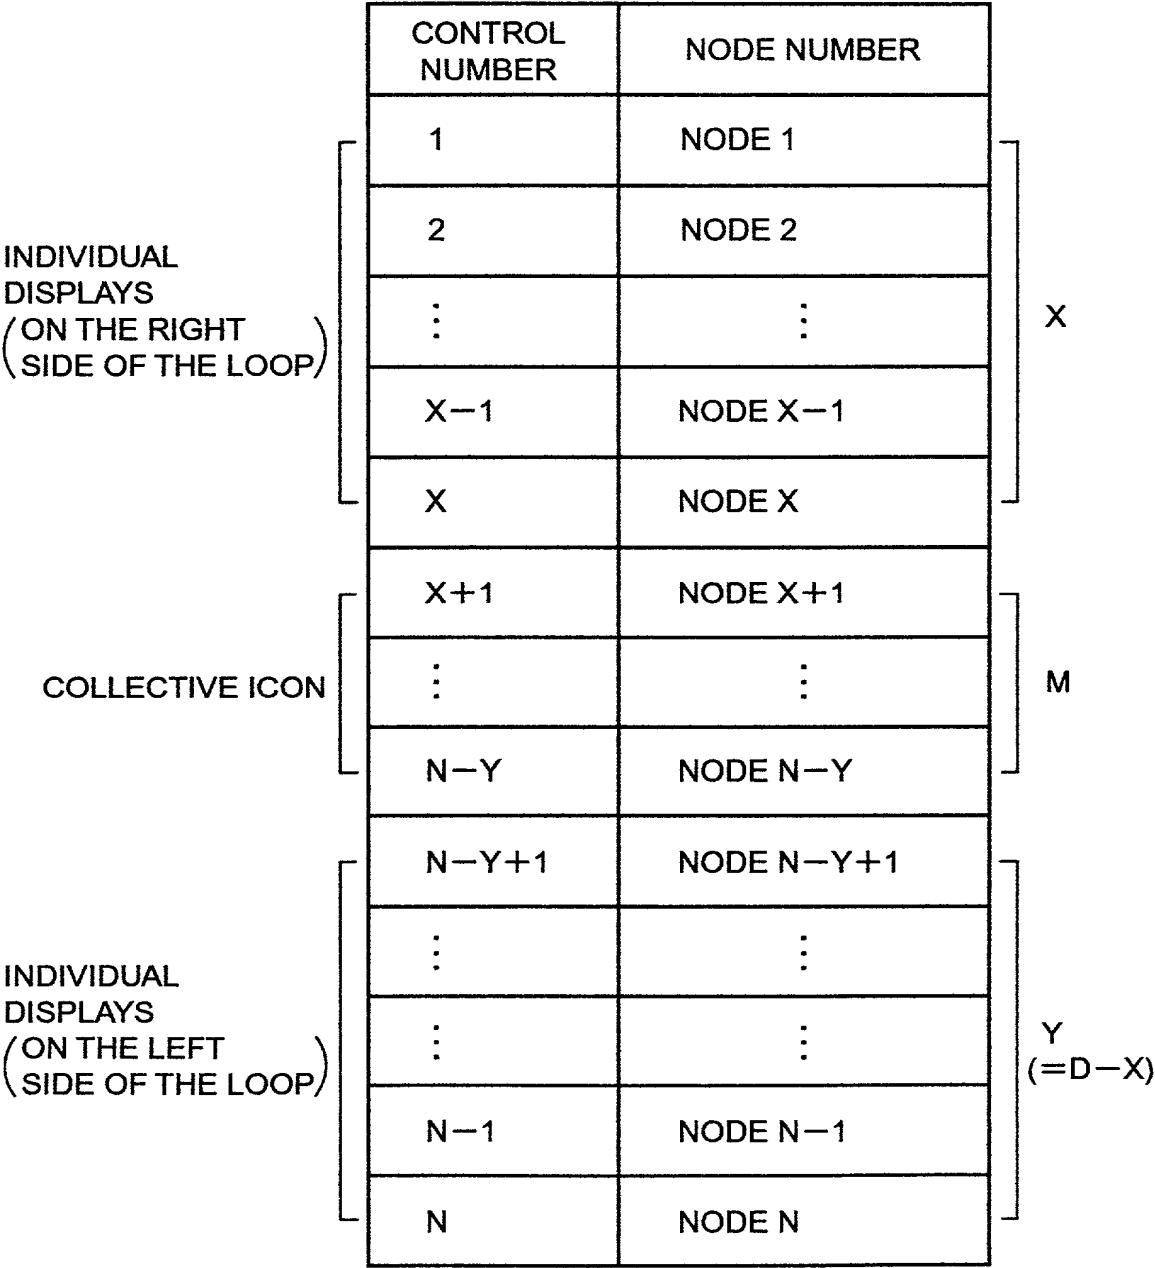 CONTROL NUMBER NODE NUMBER
1 NODE 1
2 NODE 2
⋮ ⋮
X−1 NODE X−1
X NODE X
X+1 NODE X+1
⋮ ⋮
N−Y NODE N−Y
N−Y+1 NODE N−Y+1
⋮ ⋮
⋮ ⋮
N−1 NODE N−1
N NODE N
INDIVIDUAL
DISPLAYS
(ON THE RIGHT
SIDE OF THE LOOP)
X
COLLECTIVE ICON
M
INDIVIDUAL
DISPLAYS
(ON THE LEFT
SIDE OF THE LOOP)
Y
(=D−X)